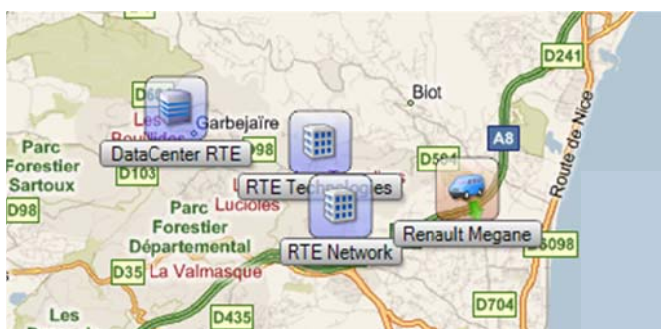 D241
Biot
A8
Route de Nice
Garbejaïre
DataCenter RTE
Parc
Forestier
Sartoux
D103
D98
D98
RTE Technologies
D504
Renault Megane
Parc
Forestier
Départemental
Lucioles
RTE Network
D6098
D35
La Valmasque
D435
D704
Les